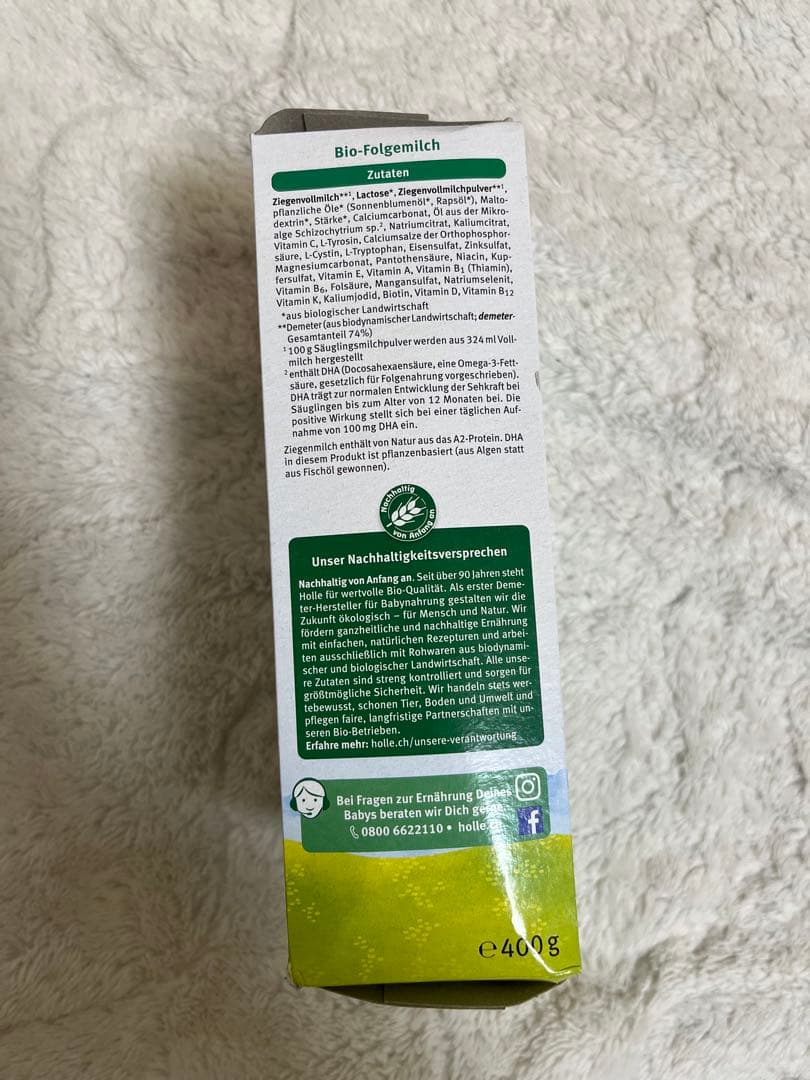 Bio-Folgemilch
Zutaten
Ziegenvollmilch**¹, Lactose*, Ziegenvollmilchpulver**¹,
pflanzliche Öle* (Sonnenblumenöl*, Rapsöl*), Malto-
dextrin*, Stärke*, Calciumcarbonat, Öl aus der Mikro-
alge Schizochytrium sp.², Natriumcitrat, Kaliumcitrat,
Vitamin C, L-Tyrosin, Calciumsalze der Orthophosphor-
säure, L-Cystin, L-Tryptophan, Eisensulfat, Zinksulfat,
Magnesiumcarbonat, Pantothensäure, Niacin, Kup-
fersulfat, Vitamin E, Vitamin A, Vitamin B₁ (Thiamin),
Vitamin B₆, Folsäure, Mangansulfat, Natriumselenit,
Vitamin K, Kaliumjodid, Biotin, Vitamin D, Vitamin B₁₂
*aus biologischer Landwirtschaft
**Demeter (aus biodynamischer Landwirtschaft; demeter-
Gesamtanteil 74%)
¹ 100 g Säuglingsmilchpulver werden aus 324 ml Voll-
milch hergestellt
² enthält DHA (Docosahexaensäure, eine Omega-3-Fett-
säure, gesetzlich für Folgenahrung vorgeschrieben).
DHA trägt zur normalen Entwicklung der Sehkraft bei
Säuglingen bis zum Alter von 12 Monaten bei. Die
positive Wirkung stellt sich bei einer täglichen Auf-
nahme von 100 mg DHA ein.
Ziegenmilch enthält von Natur aus das A2-Protein. DHA
in diesem Produkt ist pflanzenbasiert (aus Algen statt
aus Fischöl gewonnen).
Nachhaltig
von Anfang an
Unser Nachhaltigkeitsversprechen
Nachhaltig von Anfang an. Seit über 90 Jahren steht
Holle für wertvolle Bio-Qualität. Als erster Deme-
ter-Hersteller für Babynahrung gestalten wir die
Zukunft ökologisch – für Mensch und Natur. Wir
fördern ganzheitliche und nachhaltige Ernährung
mit einfachen, natürlichen Rezepturen und arbei-
ten ausschließlich mit Rohwaren aus biodynami-
scher und biologischer Landwirtschaft. Alle unse-
re Zutaten sind streng kontrolliert und sorgen für
größtmögliche Sicherheit. Wir handeln stets wer-
tebewusst, schonen Tier, Boden und Umwelt und
pflegen faire, langfristige Partnerschaften mit un-
seren Bio-Betrieben.
Erfahre mehr: holle.ch/unsere-verantwortung
Bei Fragen zur Ernährung Deines
Babys beraten wir Dich gerne.
0800 6622110 • holle.ch
f
℮400g